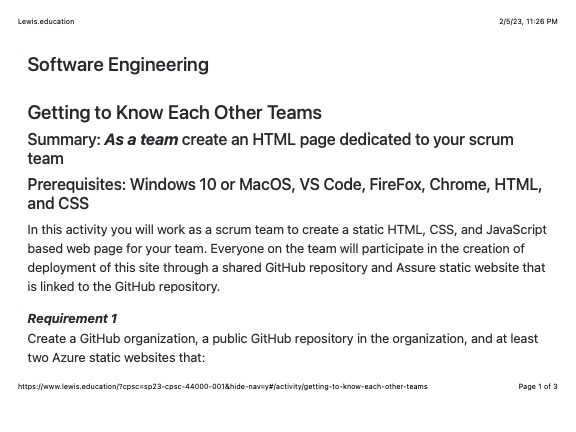 Lewis.education 2/5/23, 11:26 PM
Software Engineering
Getting to Know Each Other Teams
Summary: As a team create an HTML page dedicated to your scrum
team
Prerequisites: Windows 10 or MacOS, VS Code, FireFox, Chrome, HTML,
and CSS
In this activity you will work as a scrum team to create a static HTML, CSS, and JavaScript
based web page for your team. Everyone on the team will participate in the creation of
deployment of this site through a shared GitHub repository and Assure static website that
is linked to the GitHub repository.
Requirement 1
Create a GitHub organization, a public GitHub repository in the organization, and at least
two Azure static websites that:
https://www.lewis.education/?cpsc=sp23-cpsc-44000-001&hide-nav=y#/activity/getting-to-know-each-other-teams Page 1 of 3